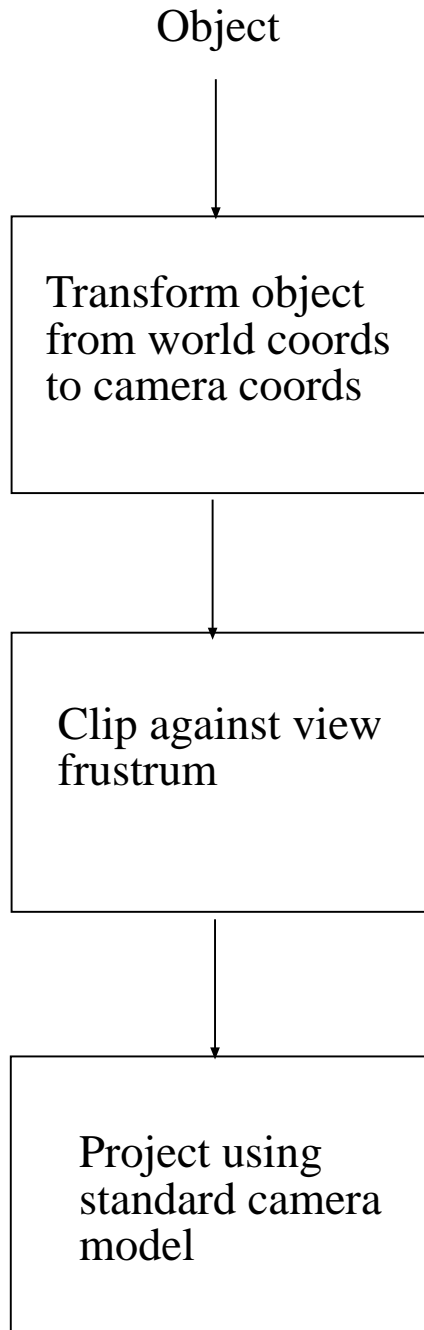 Object
Transform object
from world coords
to camera coords
Clip against view
frustrum
Project using
standard camera
model